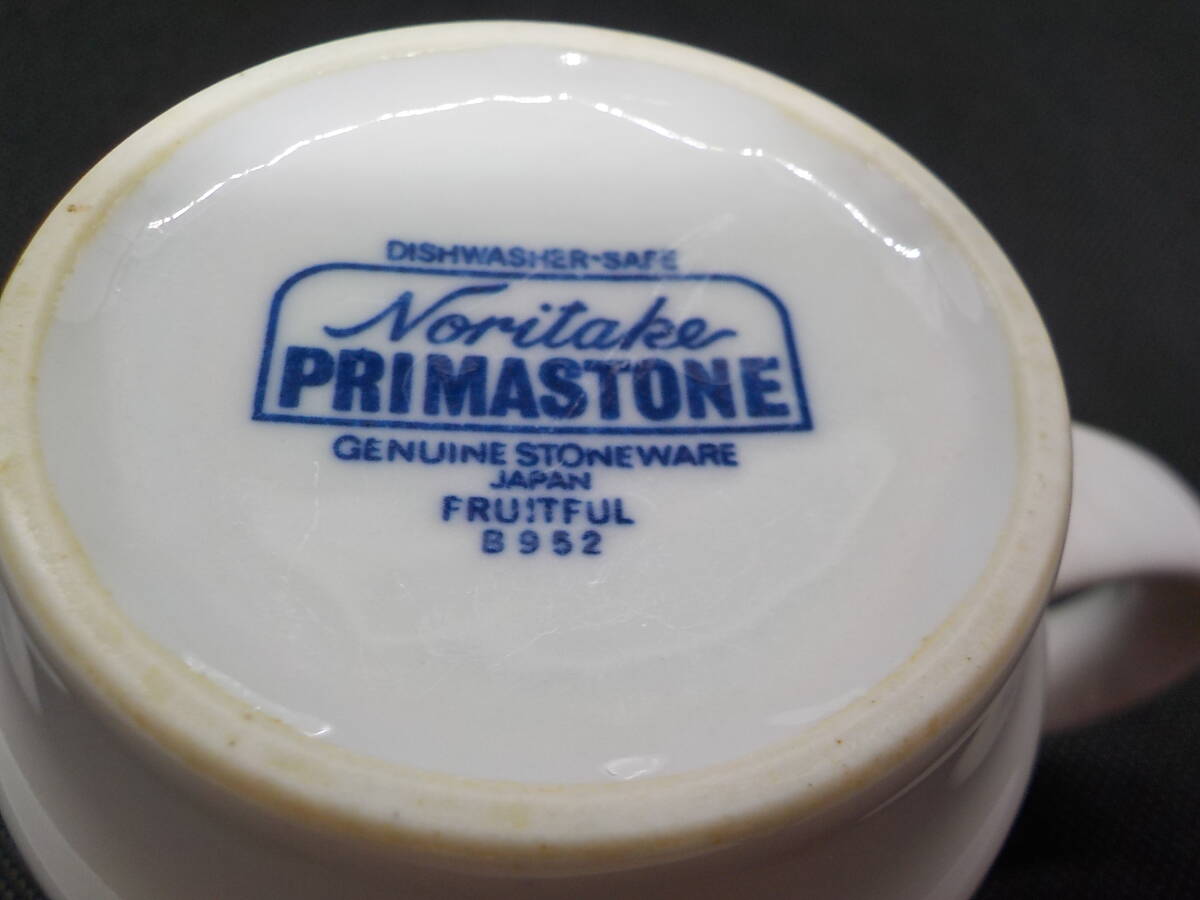 DISHWASHER-SAFE
Noritake
PRIMASTONE
GENUINE STONEWARE
JAPAN
FRUITFUL
B952